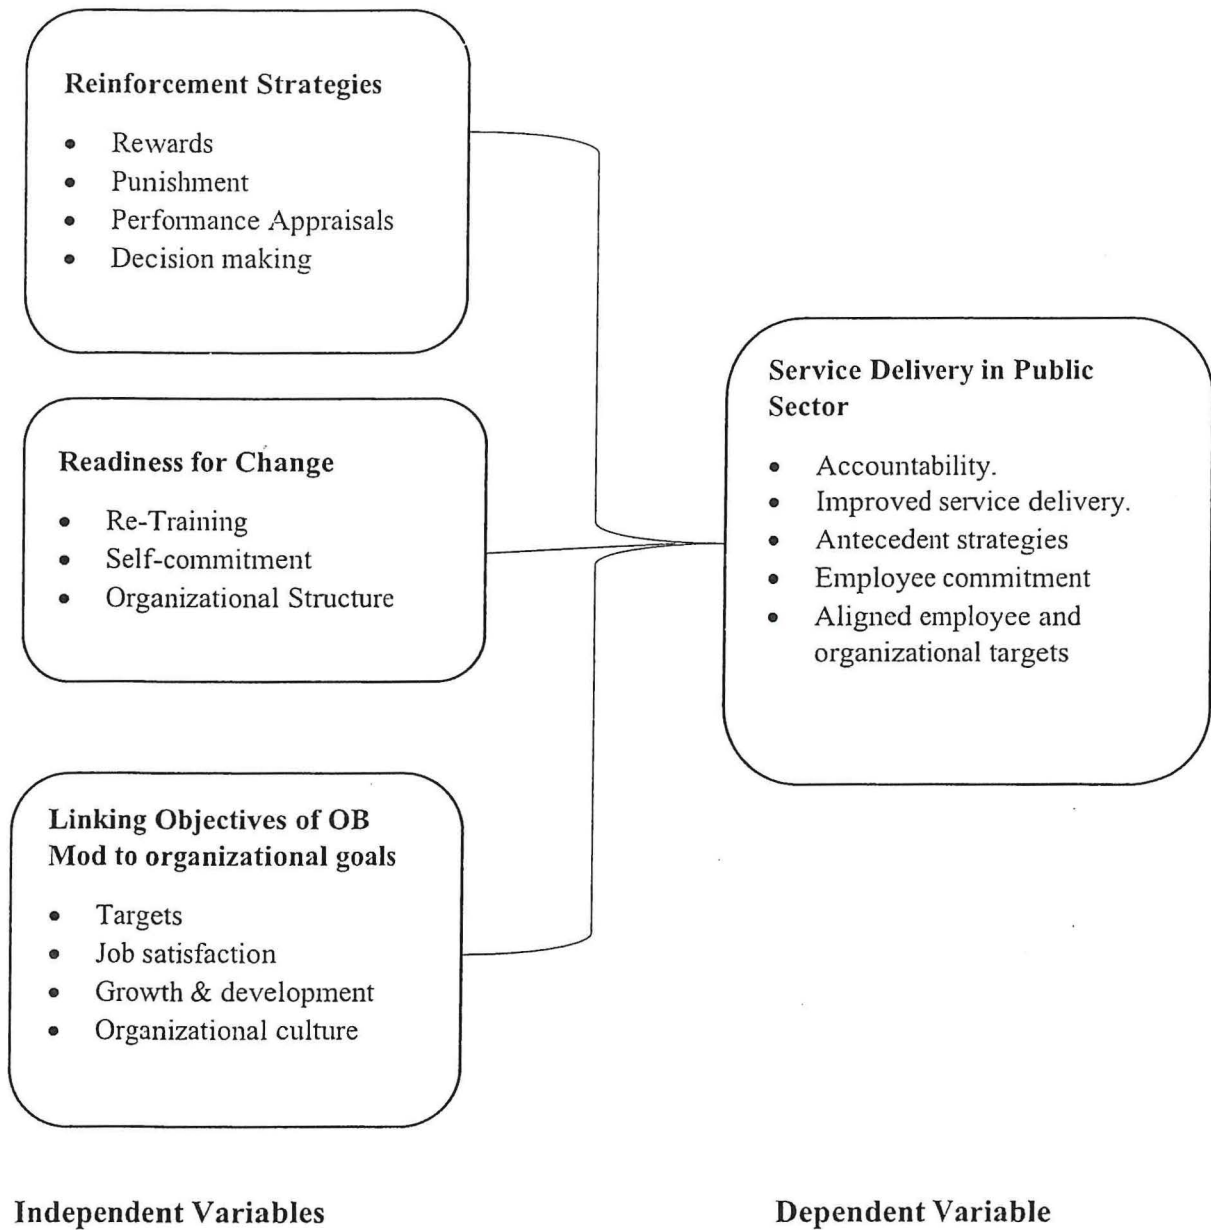 Reinforcement Strategies
• Rewards
• Punishment
• Performance Appraisals
• Decision making
Readiness for Change
• Re-Training
• Self-commitment
• Organizational Structure
Linking Objectives of OB
Mod to organizational goals
• Targets
• Job satisfaction
• Growth & development
• Organizational culture
Service Delivery in Public
Sector
• Accountability.
• Improved service delivery.
• Antecedent strategies
• Employee commitment
• Aligned employee and
organizational targets
Independent Variables
Dependent Variable